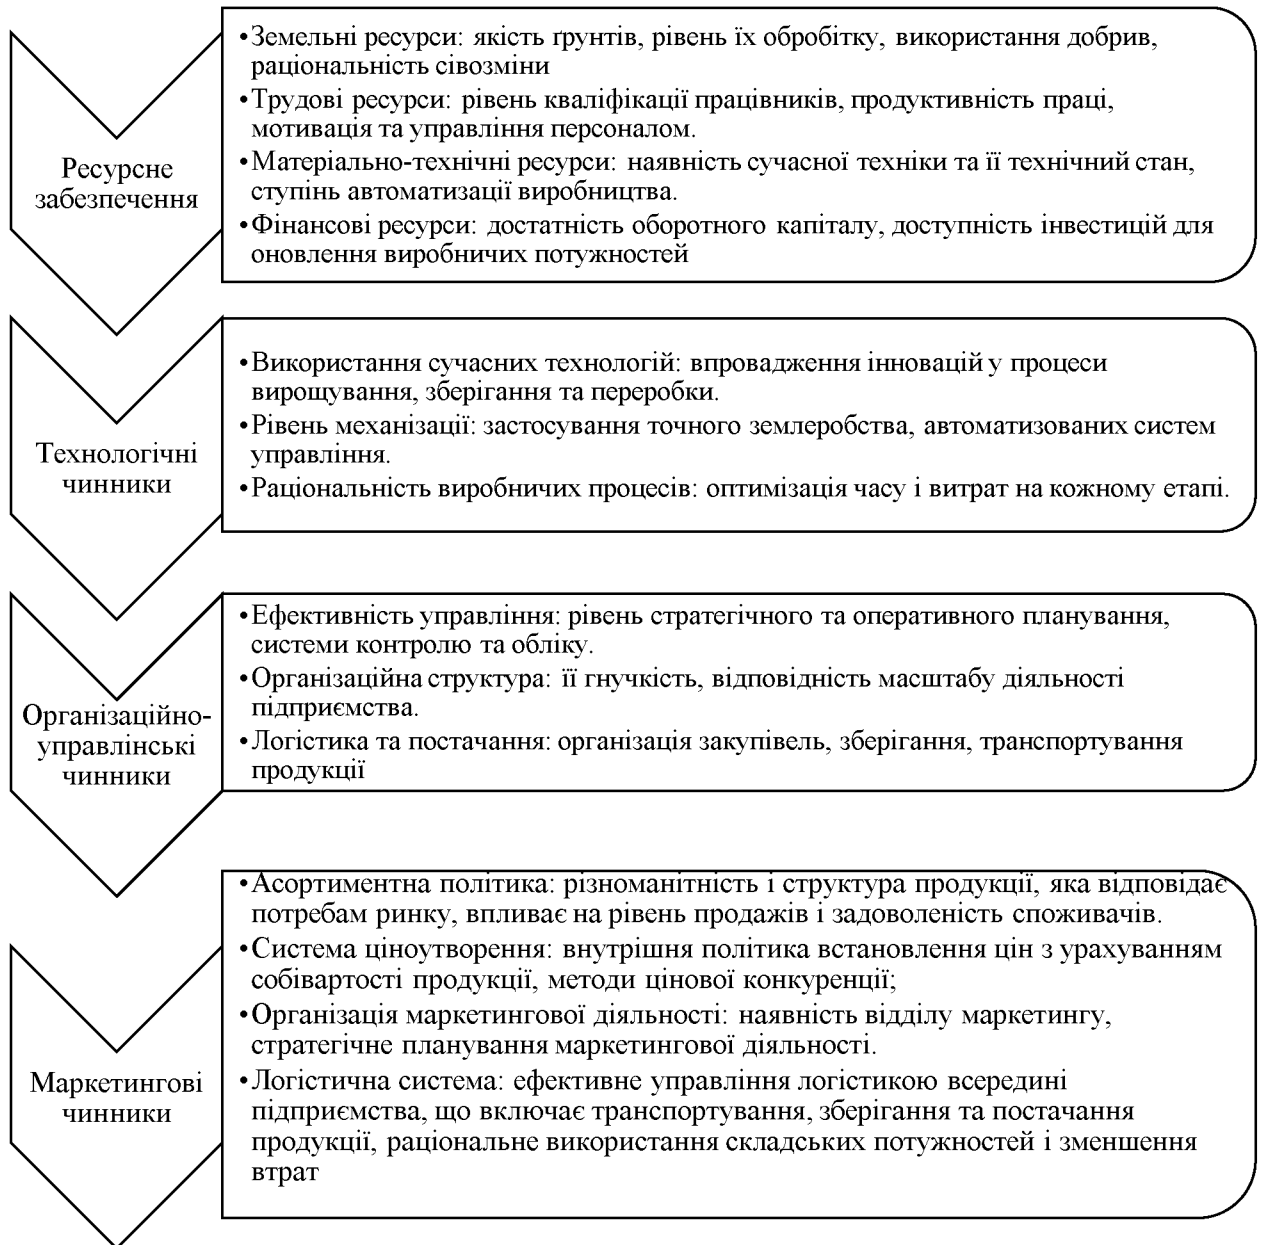 Ресурсне
забезпечення
•Земельні ресурси: якість ґрунтів, рівень їх обробітку, використання добрив,
раціональність сівозміни
•Трудові ресурси: рівень кваліфікації працівників, продуктивність праці,
мотивація та управління персоналом.
•Матеріально-технічні ресурси: наявність сучасної техніки та її технічний стан,
ступінь автоматизації виробництва.
•Фінансові ресурси: достатність оборотного капіталу, доступність інвестицій для
оновлення виробничих потужностей
Технологічні
чинники
•Використання сучасних технологій: впровадження інновацій у процеси
вирощування, зберігання та переробки.
•Рівень механізації: застосування точного землеробства, автоматизованих систем
управління.
•Раціональність виробничих процесів: оптимізація часу і витрат на кожному етапі.
Організаційно-
управлінські
чинники
•Ефективність управління: рівень стратегічного та оперативного планування,
системи контролю та обліку.
•Організаційна структура: її гнучкість, відповідність масштабу діяльності
підприємства.
•Логістика та постачання: організація закупівель, зберігання, транспортування
продукції
Маркетингові
чинники
•Асортиментна політика: різноманітність і структура продукції, яка відповідає
потребам ринку, впливає на рівень продажів і задоволеність споживачів.
•Система ціноутворення: внутрішня політика встановлення цін з урахуванням
собівартості продукції, методи цінової конкуренції;
•Організація маркетингової діяльності: наявність відділу маркетингу,
стратегічне планування маркетингової діяльності.
•Логістична система: ефективне управління логістикою всередині
підприємства, що включає транспортування, зберігання та постачання
продукції, раціональне використання складських потужностей і зменшення
втрат